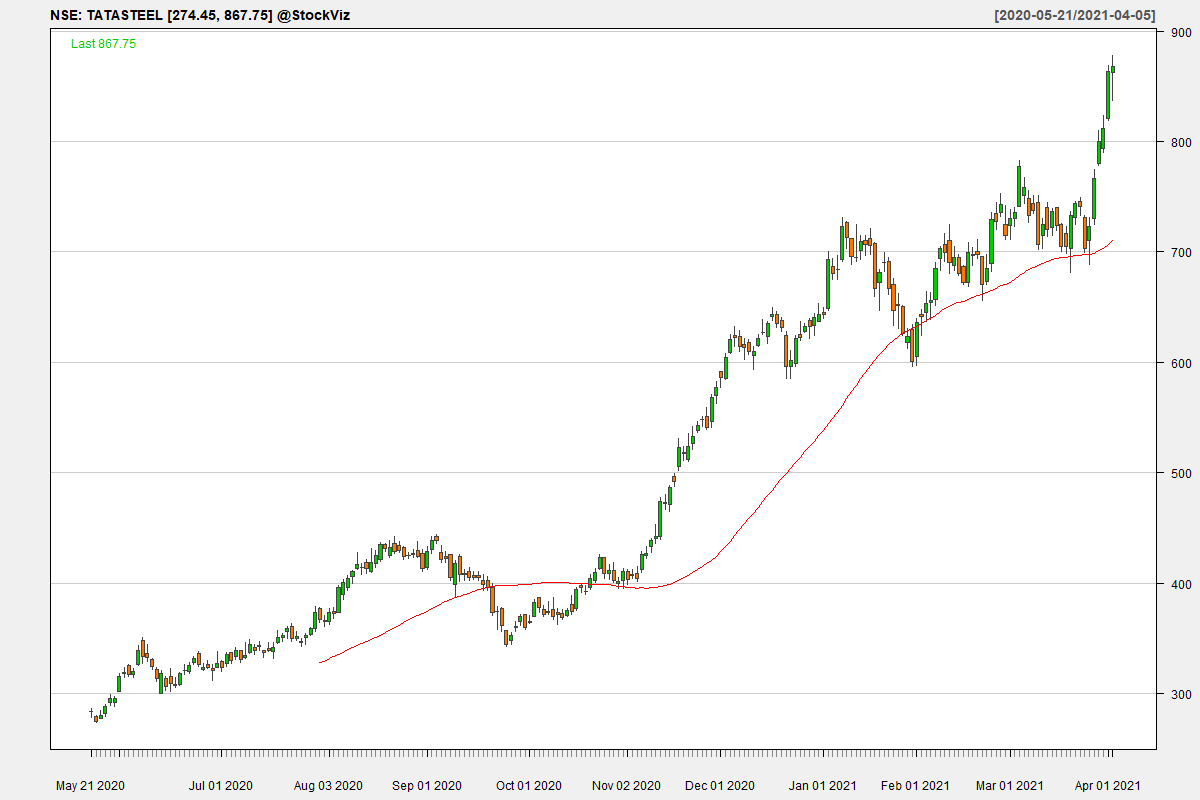 NSE: TATASTEEL [274.45, 867.75] @StockViz
[2020-05-21/2021-04-05]
Last 867.75
900
800
700
600
500
400
300
May 21 2020
Jul 01 2020
Aug 03 2020
Sep 01 2020
Oct 01 2020
Nov 02 2020
Dec 01 2020
Jan 01 2021
Feb 01 2021
Mar 01 2021
Apr 01 2021